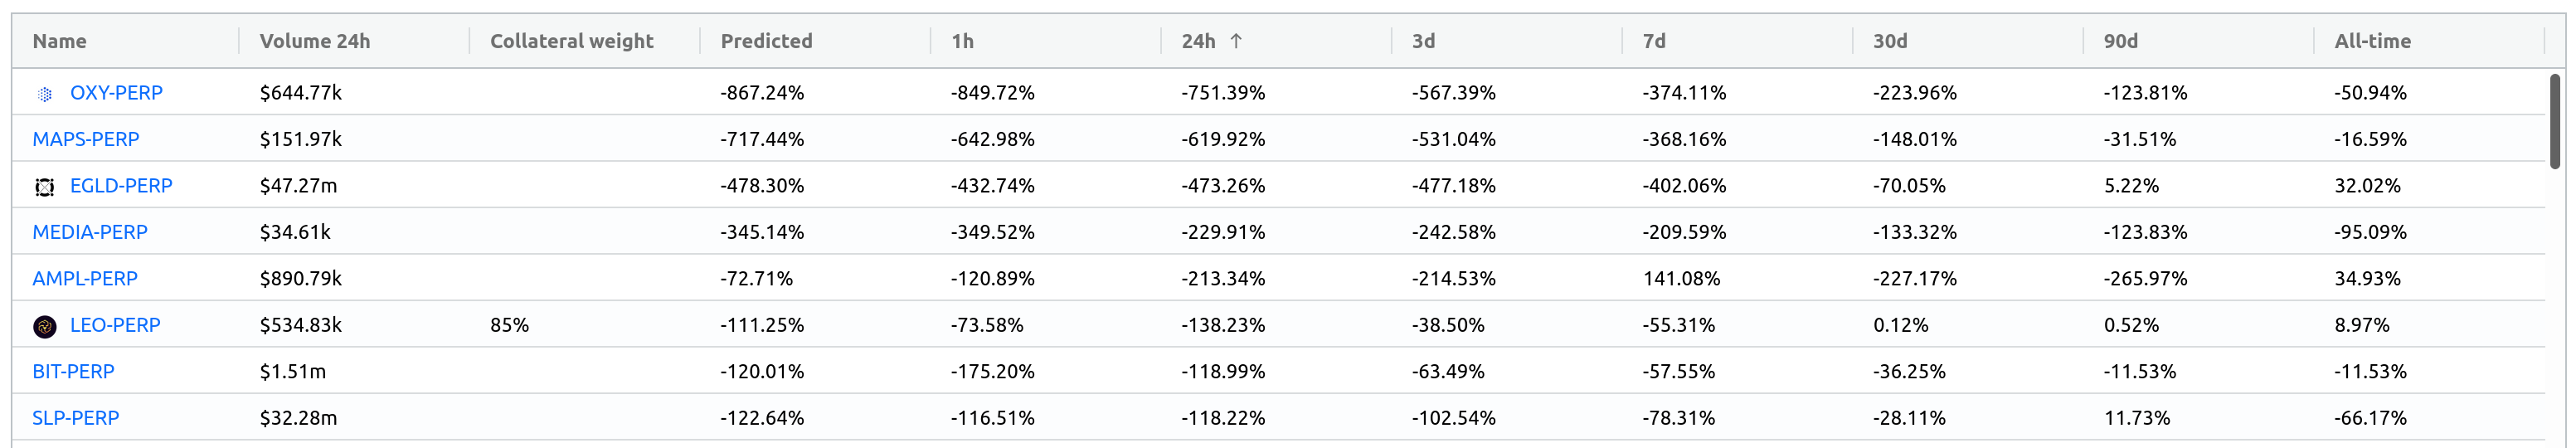 Name Volume 24h Collateral weight Predicted 1h 24h ↑ 3d 7d 30d 90d All-time
OXY-PERP $644.77k -867.24% -849.72% -751.39% -567.39% -374.11% -223.96% -123.81% -50.94%
MAPS-PERP $151.97k -717.44% -642.98% -619.92% -531.04% -368.16% -148.01% -31.51% -16.59%
EGLD-PERP $47.27m -478.30% -432.74% -473.26% -477.18% -402.06% -70.05% 5.22% 32.02%
MEDIA-PERP $34.61k -345.14% -349.52% -229.91% -242.58% -209.59% -133.32% -123.83% -95.09%
AMPL-PERP $890.79k -72.71% -120.89% -213.34% -214.53% 141.08% -227.17% -265.97% 34.93%
LEO-PERP $534.83k 85% -111.25% -73.58% -138.23% -38.50% -55.31% 0.12% 0.52% 8.97%
BIT-PERP $1.51m -120.01% -175.20% -118.99% -63.49% -57.55% -36.25% -11.53% -11.53%
SLP-PERP $32.28m -122.64% -116.51% -118.22% -102.54% -78.31% -28.11% 11.73% -66.17%